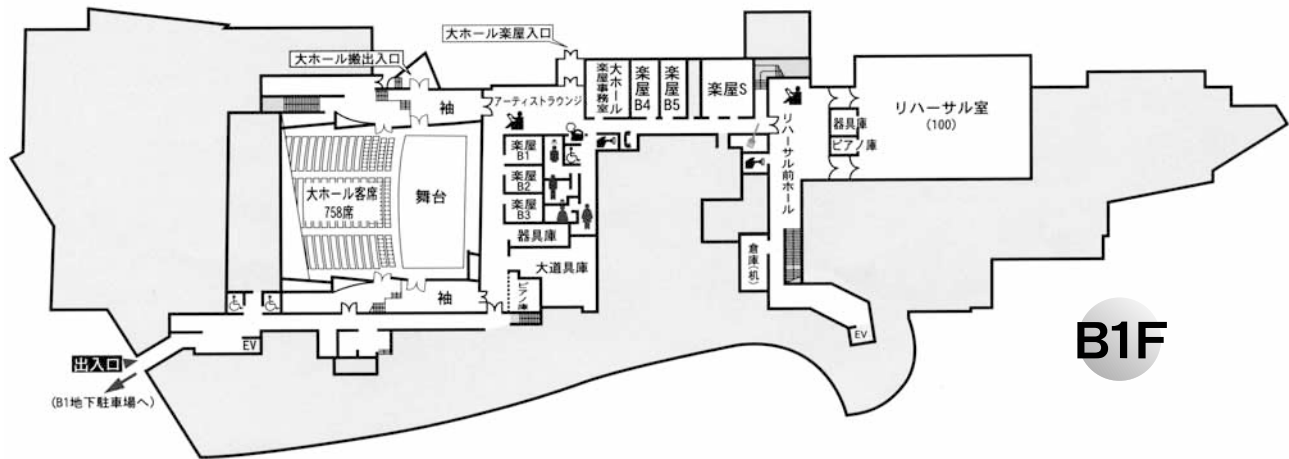 大ホール楽屋入口
大ホール搬出入口
袖
アーティストラウンジ
大ホール
楽屋事務室
楽屋
B4
楽屋
B5
楽屋S
リハーサル室
(100)
器具庫
ピアノ庫
リハーサル前ホール
楽屋
B1
楽屋
B2
楽屋
B3
大ホール客席
758席
舞台
器具庫
大道具庫
ピアノ庫
倉庫(机)
袖
EV
EV
出入口
(B1地下駐車場へ)
B1F